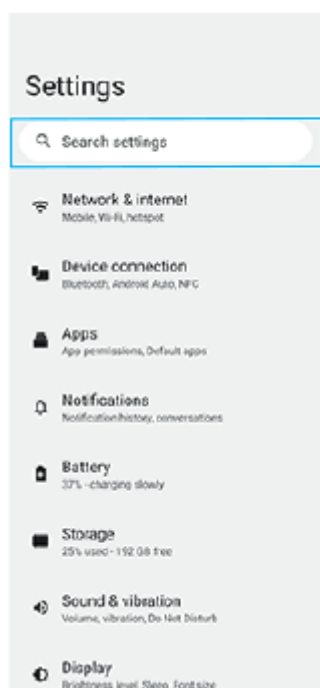 Settings
Search settings
Network & internet
Mobile, Wi-Fi, hotspot
Device connection
Bluetooth, Android Auto, NFC
Apps
App permissions, Default apps
Notifications
Notification history, conversations
Battery
37% - charging slowly
Storage
25% used - 192 GB free
Sound & vibration
Volume, vibration, Do Not Disturb
Display
Brightness level, Sleep, Font size